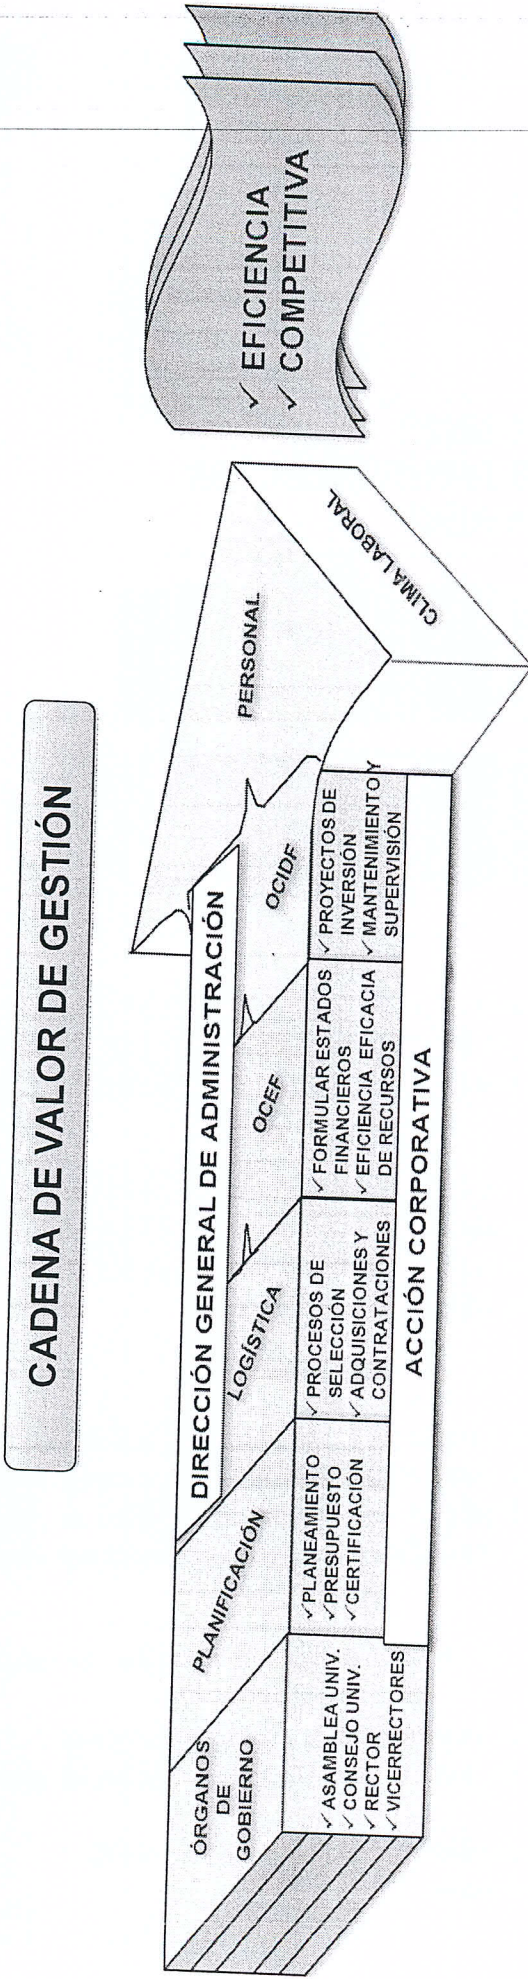 CADENA DE VALOR DE GESTIÓN
ÓRGANOS
DE
GOBIERNO
PLANIFICACIÓN
DIRECCIÓN GENERAL DE ADMINISTRACIÓN
LOGÍSTICA
OCEF
OCIDF
PERSONAL
CLIMA LABORAL
✓ ASAMBLEA UNIV.
✓ CONSEJO UNIV.
✓ RECTOR
✓ VICERRECTORES
✓ PLANEAMIENTO
✓ PRESUPUESTO
✓ CERTIFICACIÓN
✓ PROCESOS DE
SELECCIÓN
✓ ADQUISICIONES Y
CONTRATACIONES
✓ FORMULAR ESTADOS
FINANCIEROS
✓ EFICIENCIA EFICACIA
DE RECURSOS
✓ PROYECTOS DE
INVERSIÓN
✓ MANTENIMIENTO Y
SUPERVISIÓN
ACCIÓN CORPORATIVA
✓ EFICIENCIA
✓ COMPETITIVA